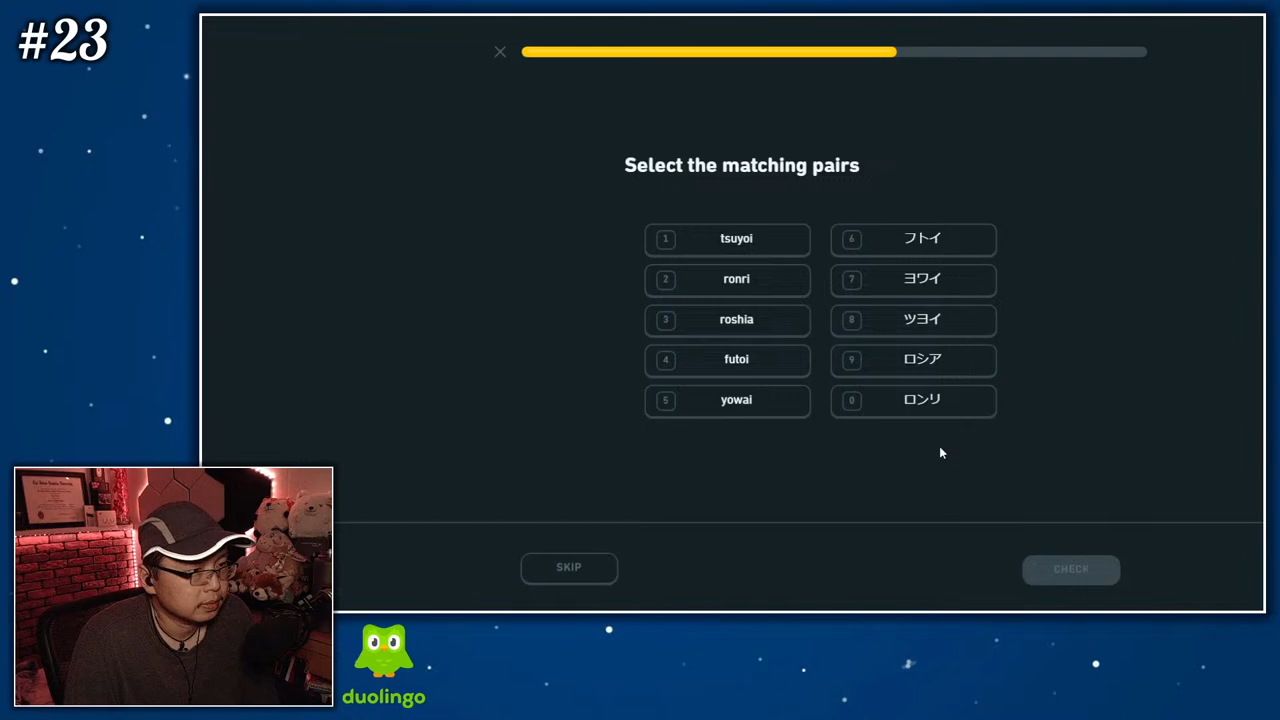 #23
Select the matching pairs
1 tsuyoi 6 フトイ
2 ronri 7 ヨワイ
3 roshia 8 ツヨイ
4 futoi 9 ロシア
5 yowai 0 ロンリ
SKIP CHECK
duolingo